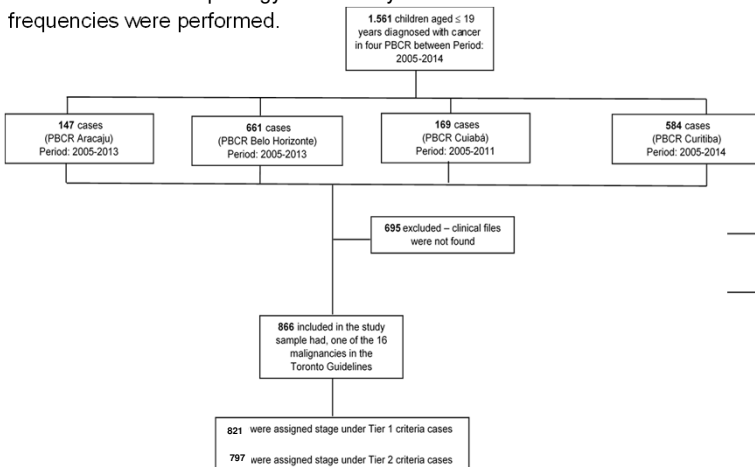 frequencies were performed.
1.561 children aged ≤ 19
years diagnosed with cancer
in four PBCR between Period:
2005-2014
147 cases
(PBCR Aracaju)
Period: 2005-2013
661 cases
(PBCR Belo Horizonte)
Period: 2005-2013
169 cases
(PBCR Cuiabá)
Period: 2005-2011
584 cases
(PBCR Curitiba)
Period: 2005-2014
695 excluded – clinical files
were not found
866 included in the study
sample had, one of the 16
malignancies in the
Toronto Guidelines
821 were assigned stage under Tier 1 criteria cases
797 were assigned stage under Tier 2 criteria cases